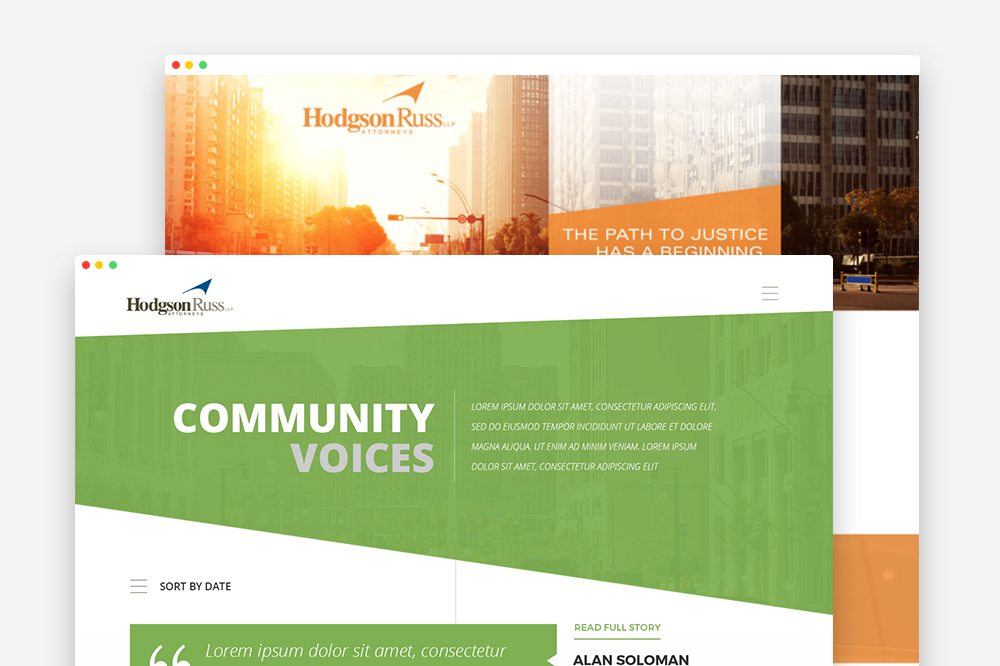 HodgsonRuss LLP
ATTORNEYS
THE PATH TO JUSTICE
HAS A BEGINNING
HodgsonRuss LLP
ATTORNEYS
COMMUNITY
VOICES
LOREM IPSUM DOLOR SIT AMET, CONSECTETUR ADIPISCING ELIT,
SED DO EIUSMOD TEMPOR INCIDIDUNT UT LABORE ET DOLORE
MAGNA ALIQUA. UT ENIM AD MINIM VENIAM. LOREM IPSUM
DOLOR SIT AMET, CONSECTETUR ADIPISCING ELIT
SORT BY DATE
“ Lorem ipsum dolor sit amet, consectetur
READ FULL STORY
ALAN SOLOMAN